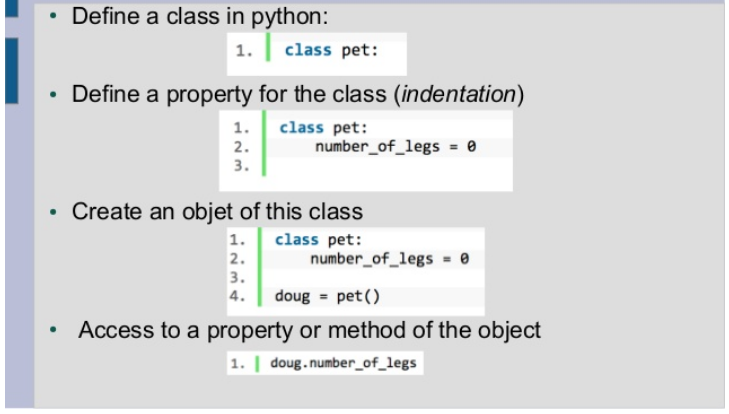 • Define a class in python:
1. class pet:
• Define a property for the class (indentation)
1. class pet:
2.     number_of_legs = 0
3.
• Create an objet of this class
1. class pet:
2.     number_of_legs = 0
3.
4. doug = pet()
• Access to a property or method of the object
1. doug.number_of_legs